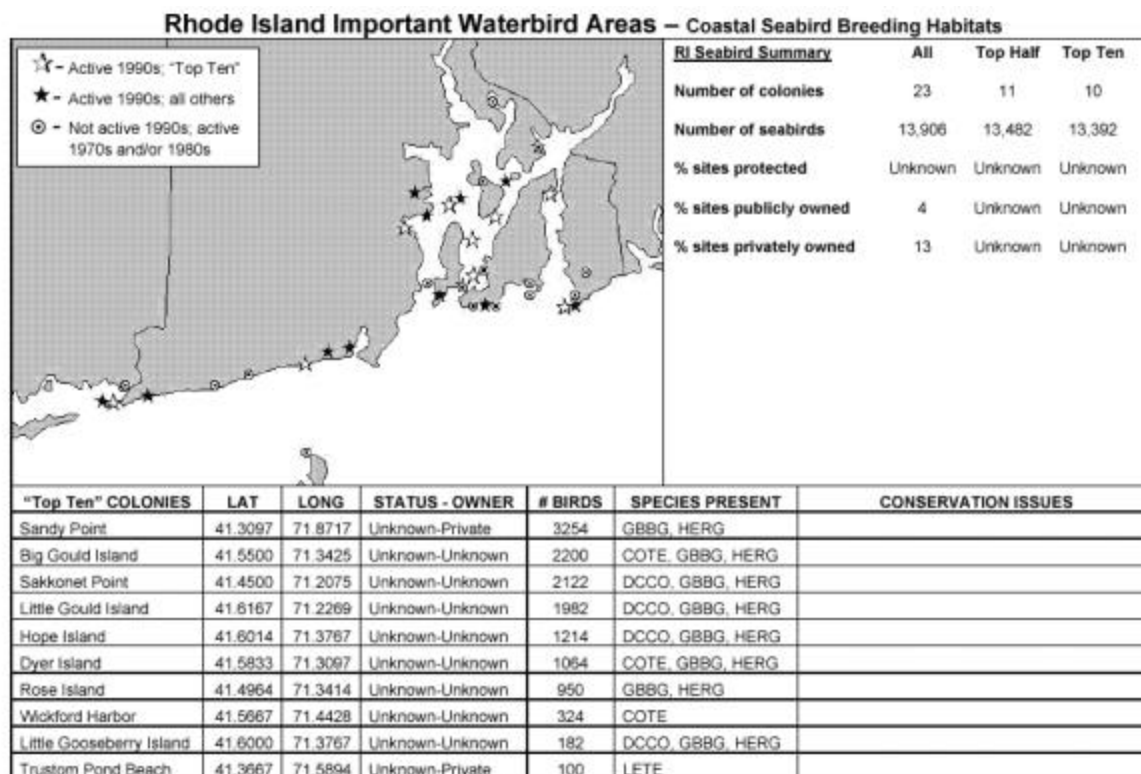 Rhode Island Important Waterbird Areas – Coastal Seabird Breeding Habitats
- Active 1990s; "Top Ten"
- Active 1990s; all others
- Not active 1990s; active
1970s and/or 1980s
RI Seabird Summary All Top Half Top Ten
Number of colonies 23 11 10
Number of seabirds 13,906 13,482 13,392
% sites protected Unknown Unknown Unknown
% sites publicly owned 4 Unknown Unknown
% sites privately owned 13 Unknown Unknown
"Top Ten" COLONIES LAT LONG STATUS - OWNER # BIRDS SPECIES PRESENT CONSERVATION ISSUES
Sandy Point 41.3097 71.8717 Unknown-Private 3254 GBBG, HERG
Big Gould Island 41.5500 71.3425 Unknown-Unknown 2200 COTE, GBBG, HERG
Sakkonet Point 41.4500 71.2075 Unknown-Unknown 2122 DCCO, GBBG, HERG
Little Gould Island 41.6167 71.2269 Unknown-Unknown 1982 DCCO, GBBG, HERG
Hope Island 41.6014 71.3767 Unknown-Unknown 1214 DCCO, GBBG, HERG
Dyer Island 41.5833 71.3097 Unknown-Unknown 1064 COTE, GBBG, HERG
Rose Island 41.4964 71.3414 Unknown-Unknown 950 GBBG, HERG
Wickford Harbor 41.5667 71.4428 Unknown-Unknown 324 COTE
Little Gooseberry Island 41.6000 71.3767 Unknown-Unknown 182 DCCO, GBBG, HERG
Trustom Pond Beach 41.3667 71.5894 Unknown-Private 100 LETE